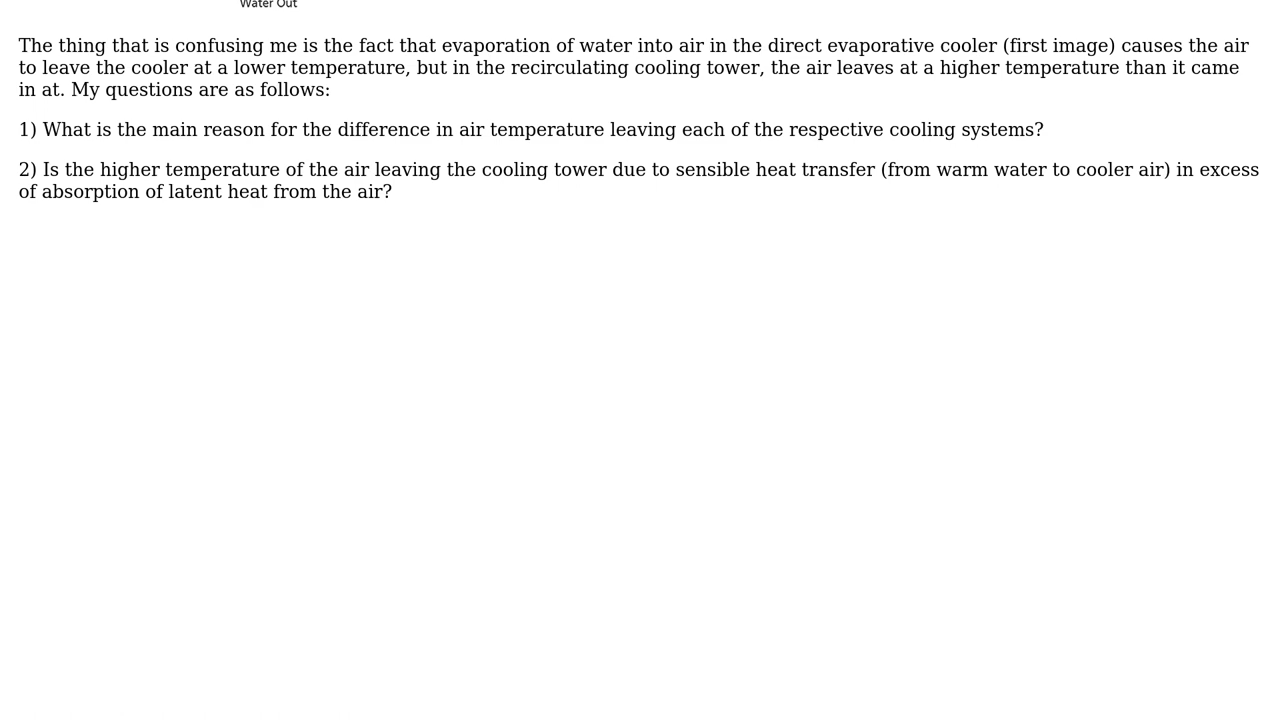 Water Out
The thing that is confusing me is the fact that evaporation of water into air in the direct evaporative cooler (first image) causes the air
to leave the cooler at a lower temperature, but in the recirculating cooling tower, the air leaves at a higher temperature than it came
in at. My questions are as follows:
1) What is the main reason for the difference in air temperature leaving each of the respective cooling systems?
2) Is the higher temperature of the air leaving the cooling tower due to sensible heat transfer (from warm water to cooler air) in excess
of absorption of latent heat from the air?